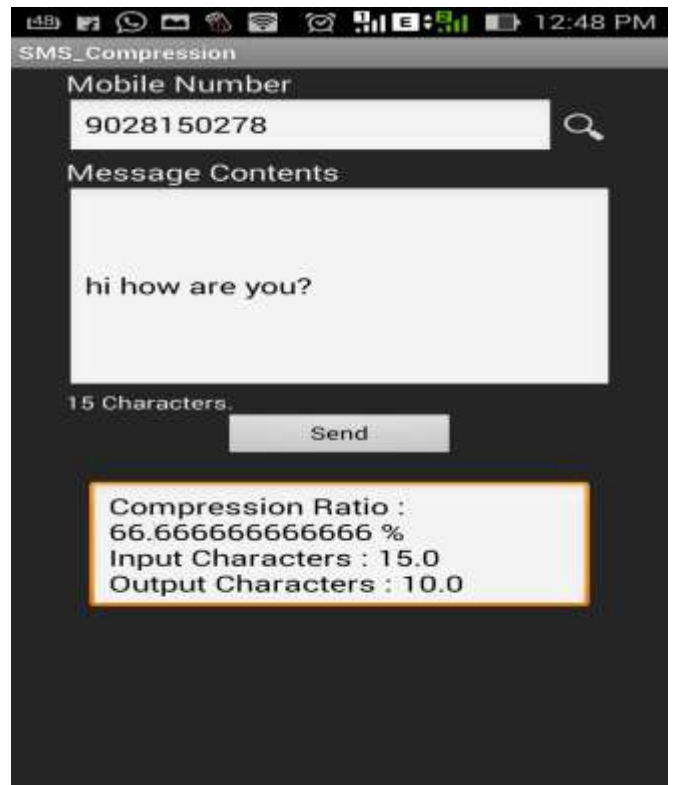 12:48 PM
SMS_Compression
Mobile Number
9028150278
Message Contents
hi how are you?
15 Characters.
Send
Compression Ratio :
66.666666666666 %
Input Characters : 15.0
Output Characters : 10.0